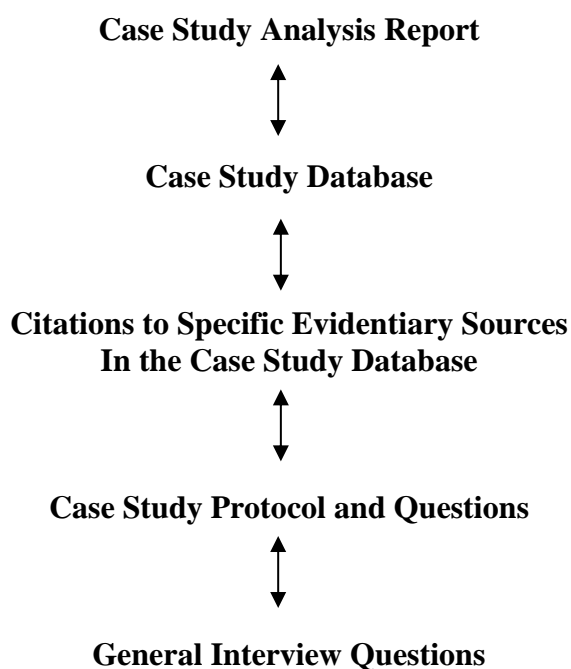 Case Study Analysis Report
Case Study Database
Citations to Specific Evidentiary Sources
In the Case Study Database
Case Study Protocol and Questions
General Interview Questions